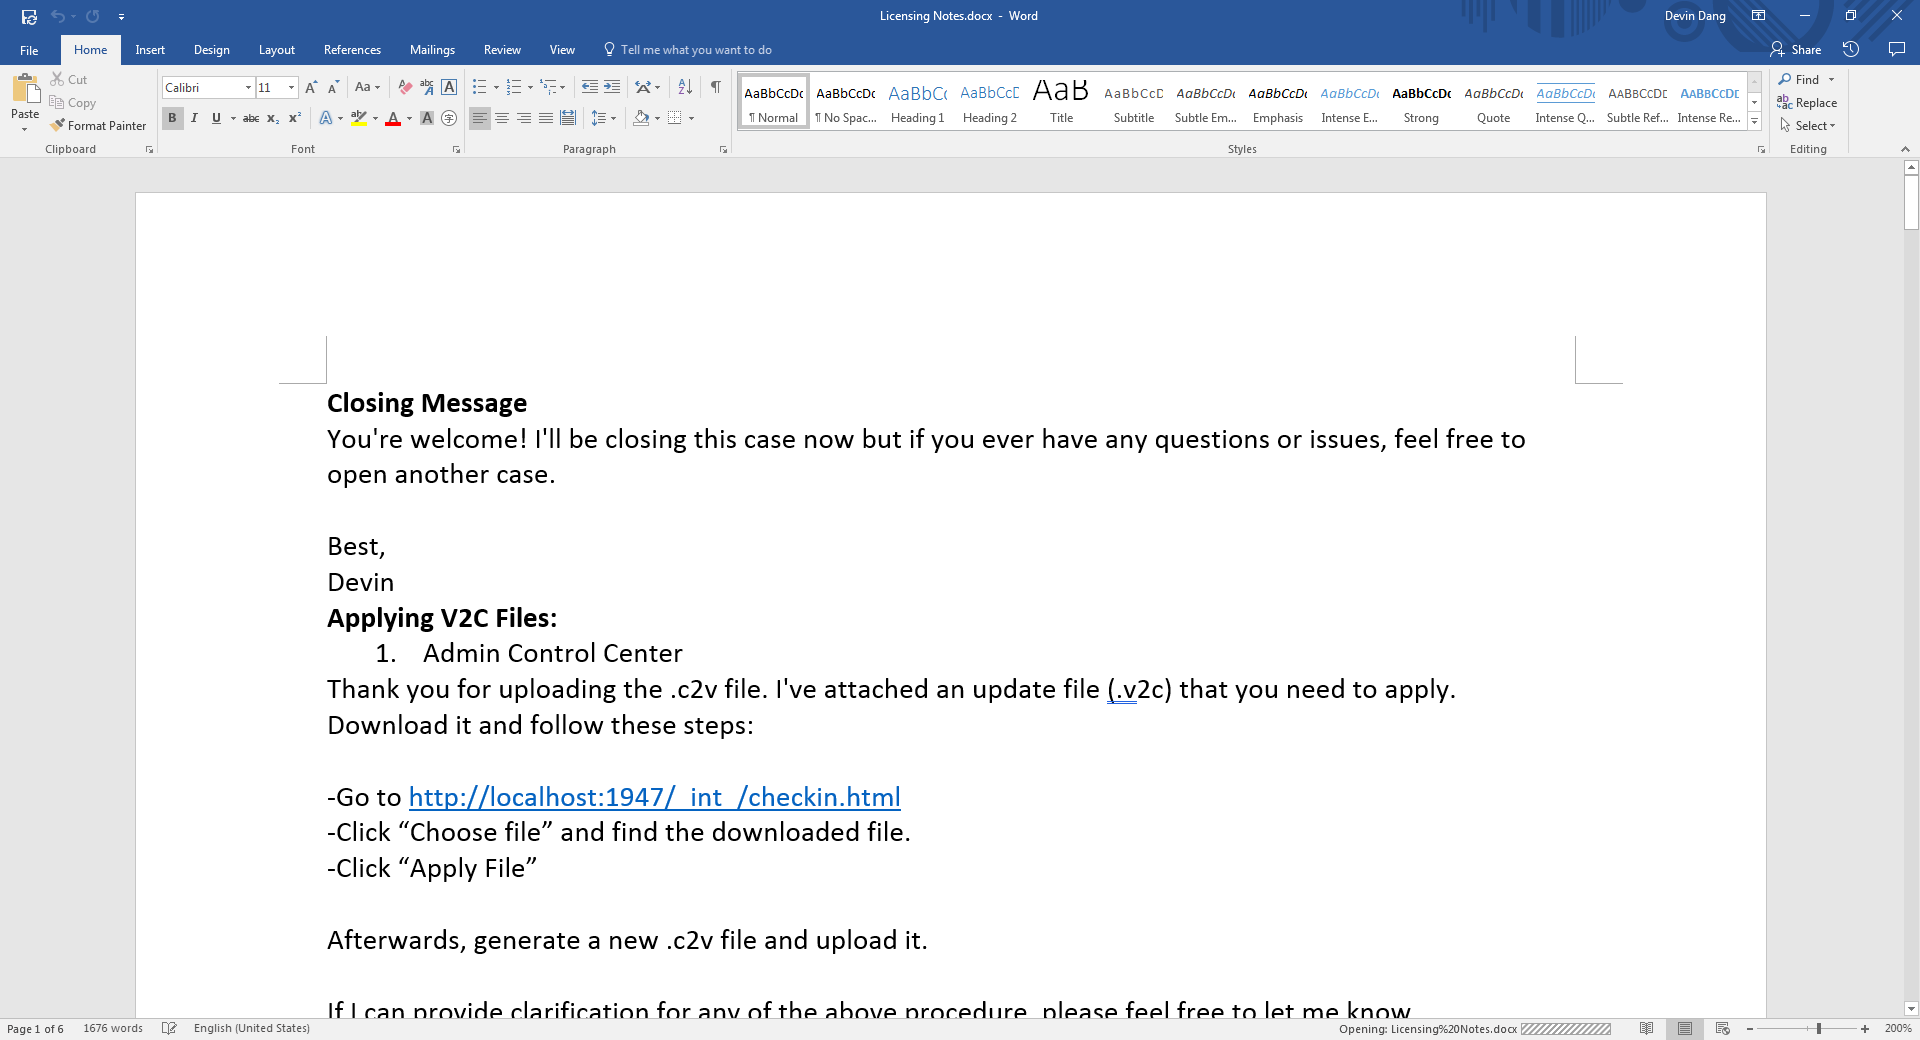 Licensing Notes.docx - Word
Devin Dang
File
Home
Insert
Design
Layout
References
Mailings
Review
View
Tell me what you want to do
Share
Paste
Cut
Copy
Format Painter
Clipboard
Calibri
11
Font
Paragraph
AaBbCcDc
¶ Normal
AaBbCcDc
¶ No Spac...
AaBbCc
Heading 1
AaBbCcD
Heading 2
AaB
Title
AaBbCcD
Subtitle
AaBbCcDc
Subtle Em...
AaBbCcDc
Emphasis
AaBbCcDc
Intense E...
AaBbCcDc
Strong
AaBbCcDc
Quote
AaBbCcDc
Intense Q...
AaBbCcDc
Subtle Ref...
AaBbCcDc
Intense Re...
Styles
Find
Replace
Select
Editing
Closing Message
You're welcome! I'll be closing this case now but if you ever have any questions or issues, feel free to
open another case.
Best,
Devin
Applying V2C Files:
1. Admin Control Center
Thank you for uploading the .c2v file. I've attached an update file (.v2c) that you need to apply.
Download it and follow these steps:
-Go to http://localhost:1947/_int_/checkin.html
-Click “Choose file” and find the downloaded file.
-Click “Apply File”
Afterwards, generate a new .c2v file and upload it.
If I can provide clarification for any of the above procedure, please feel free to let me know
Page 1 of 6
1676 words
English (United States)
Opening: Licensing%20Notes.docx
200%